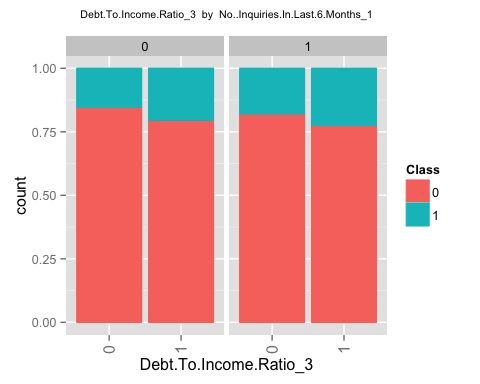 Debt.To.Income.Ratio_3 by No..Inquiries.In.Last.6.Months_1
0 1
1.00
0.75
0.50
0.25
0.00
count
0 1 0 1
Debt.To.Income.Ratio_3
Class
0
1